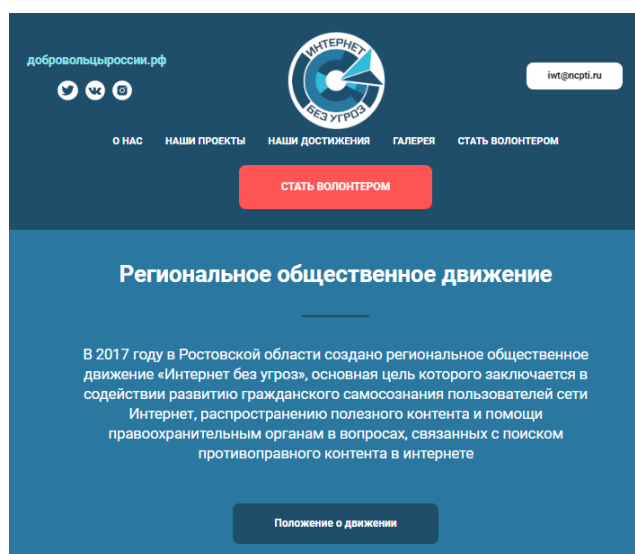 добровольцыроссии.рф
ИНТЕРНЕТ
БЕЗ УГРОЗ
iwt@ncpti.ru
О НАС НАШИ ПРОЕКТЫ НАШИ ДОСТИЖЕНИЯ ГАЛЕРЕЯ СТАТЬ ВОЛОНТЕРОМ
СТАТЬ ВОЛОНТЕРОМ
Региональное общественное движение
В 2017 году в Ростовской области создано региональное общественное
движение «Интернет без угроз», основная цель которого заключается в
содействии развитию гражданского самосознания пользователей сети
Интернет, распространению полезного контента и помощи
правоохранительным органам в вопросах, связанных с поиском
противоправного контента в интернете
Положение о движении